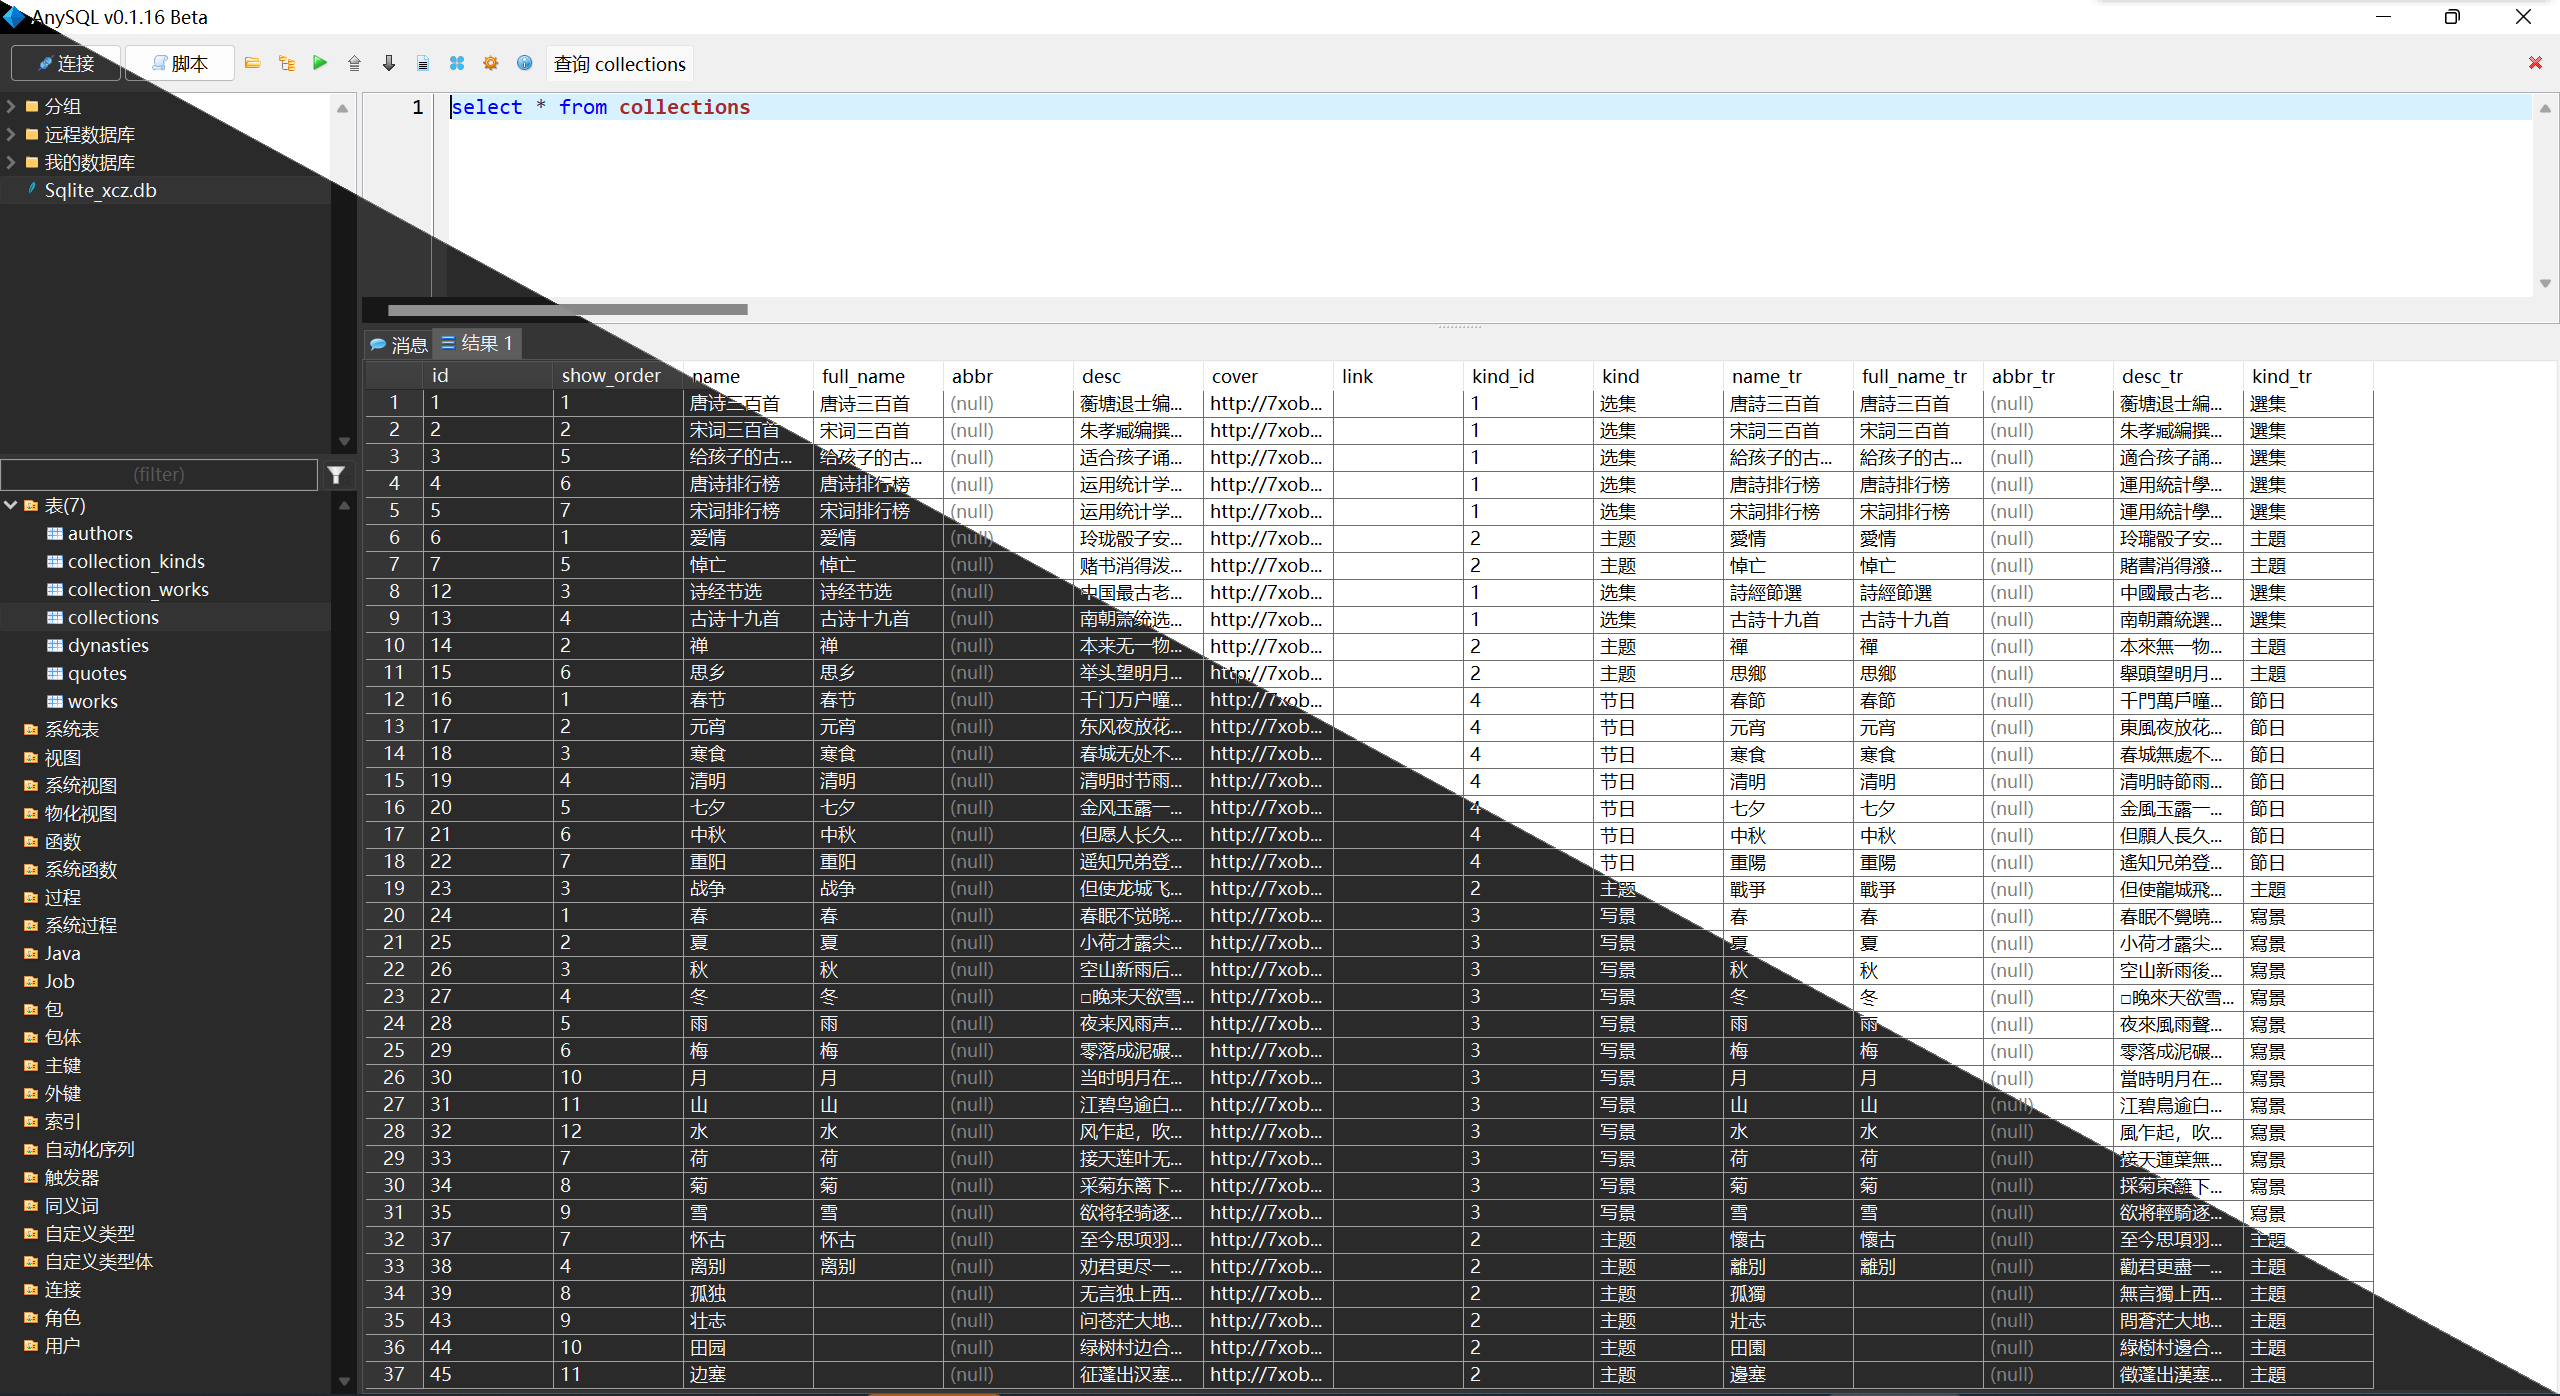 AnySQL v0.1.16 Beta
连接 脚本 查询 collections
分组
远程数据库
我的数据库
Sqlite_xcz.db
(filter)
表(7)
authors
collection_kinds
collection_works
collections
dynasties
quotes
works
系统表
视图
系统视图
物化视图
函数
系统函数
过程
系统过程
Java
Job
包
包体
主键
外键
索引
自动化序列
触发器
同义词
自定义类型
自定义类型体
连接
角色
用户
1 select * from collections
消息 结果 1
id show_order name full_name abbr desc cover link kind_id kind name_tr full_name_tr abbr_tr desc_tr kind_tr
1 1 1 唐诗三百首 唐诗三百首 (null) 蘅塘退士编... http://7xob... 1 选集 唐詩三百首 唐詩三百首 (null) 蘅塘退士編... 選集
2 2 2 宋词三百首 宋词三百首 (null) 朱孝臧编撰... http://7xob... 1 选集 宋詞三百首 宋詞三百首 (null) 朱孝臧編撰... 選集
3 3 5 给孩子的古... 给孩子的古... (null) 适合孩子诵... http://7xob... 1 选集 給孩子的古... 給孩子的古... (null) 適合孩子誦... 選集
4 4 6 唐诗排行榜 唐诗排行榜 (null) 运用统计学... http://7xob... 1 选集 唐詩排行榜 唐詩排行榜 (null) 運用統計學... 選集
5 5 7 宋词排行榜 宋词排行榜 (null) 运用统计学... http://7xob... 1 选集 宋詞排行榜 宋詞排行榜 (null) 運用統計學... 選集
6 6 1 爱情 爱情 (null) 玲珑骰子安... http://7xob... 2 主题 愛情 愛情 (null) 玲瓏骰子安... 主題
7 7 5 悼亡 悼亡 (null) 赌书消得泼... http://7xob... 2 主题 悼亡 悼亡 (null) 賭書消得潑... 主題
8 12 3 诗经节选 诗经节选 (null) 中国最古老... http://7xob... 1 选集 詩經節選 詩經節選 (null) 中國最古老... 選集
9 13 4 古诗十九首 古诗十九首 (null) 南朝萧统选... http://7xob... 1 选集 古詩十九首 古詩十九首 (null) 南朝蕭統選... 選集
10 14 2 禅 禅 (null) 本来无一物... http://7xob... 2 主题 禪 禪 (null) 本來無一物... 主題
11 15 6 思乡 思乡 (null) 举头望明月... http://7xob... 2 主题 思鄉 思鄉 (null) 舉頭望明月... 主題
12 16 1 春节 春节 (null) 千门万户曈... http://7xob... 4 节日 春節 春節 (null) 千門萬戶曈... 節日
13 17 2 元宵 元宵 (null) 东风夜放花... http://7xob... 4 节日 元宵 元宵 (null) 東風夜放花... 節日
14 18 3 寒食 寒食 (null) 春城无处不... http://7xob... 4 节日 寒食 寒食 (null) 春城無處不... 節日
15 19 4 清明 清明 (null) 清明时节雨... http://7xob... 4 节日 清明 清明 (null) 清明時節雨... 節日
16 20 5 七夕 七夕 (null) 金风玉露一... http://7xob... 4 节日 七夕 七夕 (null) 金風玉露一... 節日
17 21 6 中秋 中秋 (null) 但愿人长久... http://7xob... 4 节日 中秋 中秋 (null) 但願人長久... 節日
18 22 7 重阳 重阳 (null) 遥知兄弟登... http://7xob... 4 节日 重陽 重陽 (null) 遙知兄弟登... 節日
19 23 3 战争 战争 (null) 但使龙城飞... http://7xob... 2 主题 戰爭 戰爭 (null) 但使龍城飛... 主題
20 24 1 春 春 (null) 春眠不觉晓... http://7xob... 3 写景 春 春 (null) 春眠不覺曉... 寫景
21 25 2 夏 夏 (null) 小荷才露尖... http://7xob... 3 写景 夏 夏 (null) 小荷才露尖... 寫景
22 26 3 秋 秋 (null) 空山新雨后... http://7xob... 3 写景 秋 秋 (null) 空山新雨後... 寫景
23 27 4 冬 冬 (null) □晚来天欲雪... http://7xob... 3 写景 冬 冬 (null) □晚來天欲雪... 寫景
24 28 5 雨 雨 (null) 夜来风雨声... http://7xob... 3 写景 雨 雨 (null) 夜來風雨聲... 寫景
25 29 6 梅 梅 (null) 零落成泥碾... http://7xob... 3 写景 梅 梅 (null) 零落成泥碾... 寫景
26 30 10 月 月 (null) 当时明月在... http://7xob... 3 写景 月 月 (null) 當時明月在... 寫景
27 31 11 山 山 (null) 江碧鸟逾白... http://7xob... 3 写景 山 山 (null) 江碧鳥逾白... 寫景
28 32 12 水 水 (null) 风乍起，吹... http://7xob... 3 写景 水 水 (null) 風乍起，吹... 寫景
29 33 7 荷 荷 (null) 接天莲叶无... http://7xob... 3 写景 荷 荷 (null) 接天蓮葉無... 寫景
30 34 8 菊 菊 (null) 采菊东篱下... http://7xob... 3 写景 菊 菊 (null) 採菊東籬下... 寫景
31 35 9 雪 雪 (null) 欲将轻骑逐... http://7xob... 3 写景 雪 雪 (null) 欲將輕騎逐... 寫景
32 37 7 怀古 怀古 (null) 至今思项羽... http://7xob... 2 主题 懷古 懷古 (null) 至今思項羽... 主題
33 38 4 离别 离别 (null) 劝君更尽一... http://7xob... 2 主题 離別 離別 (null) 勸君更盡一... 主題
34 39 8 孤独 (null) 无言独上西... http://7xob... 2 主题 孤獨 (null) 無言獨上西... 主題
35 43 9 壮志 (null) 问苍茫大地... http://7xob... 2 主题 壯志 (null) 問蒼茫大地... 主題
36 44 10 田园 (null) 绿树村边合... http://7xob... 2 主题 田園 (null) 綠樹村邊合... 主題
37 45 11 边塞 (null) 征蓬出汉塞... http://7xob... 2 主题 邊塞 (null) 徵蓬出漢塞... 主題